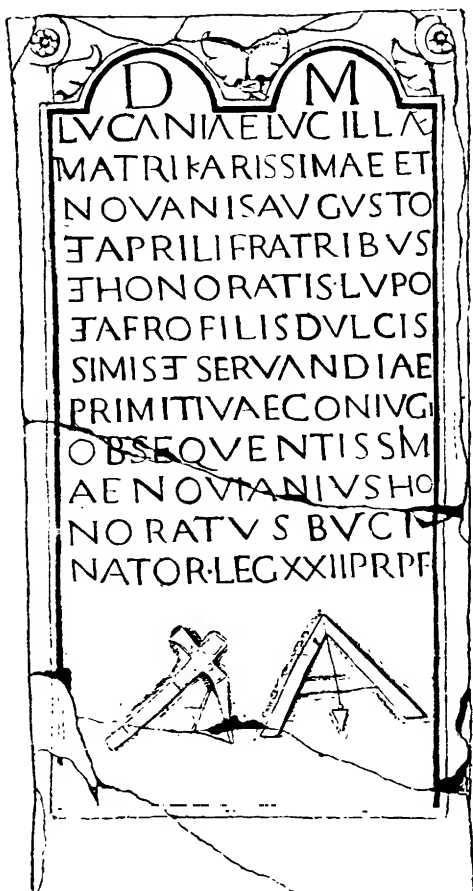 D M
LVCANIAE LVCILLAE
MATRI KARISSIMAE ET
NOVANIS AVGVSTO
ET APRILI FRATRIBVS
ET HONORATIS·LVPO
ET AFRO FILIS DVLCIS
SIMIS ET SERVANDIAE
PRIMITIVAE CONIVGI
OBSEQVENTISSM
AE NOVIANIVS HO
NORATVS BVCI
NATOR·LEG XXII PR P F